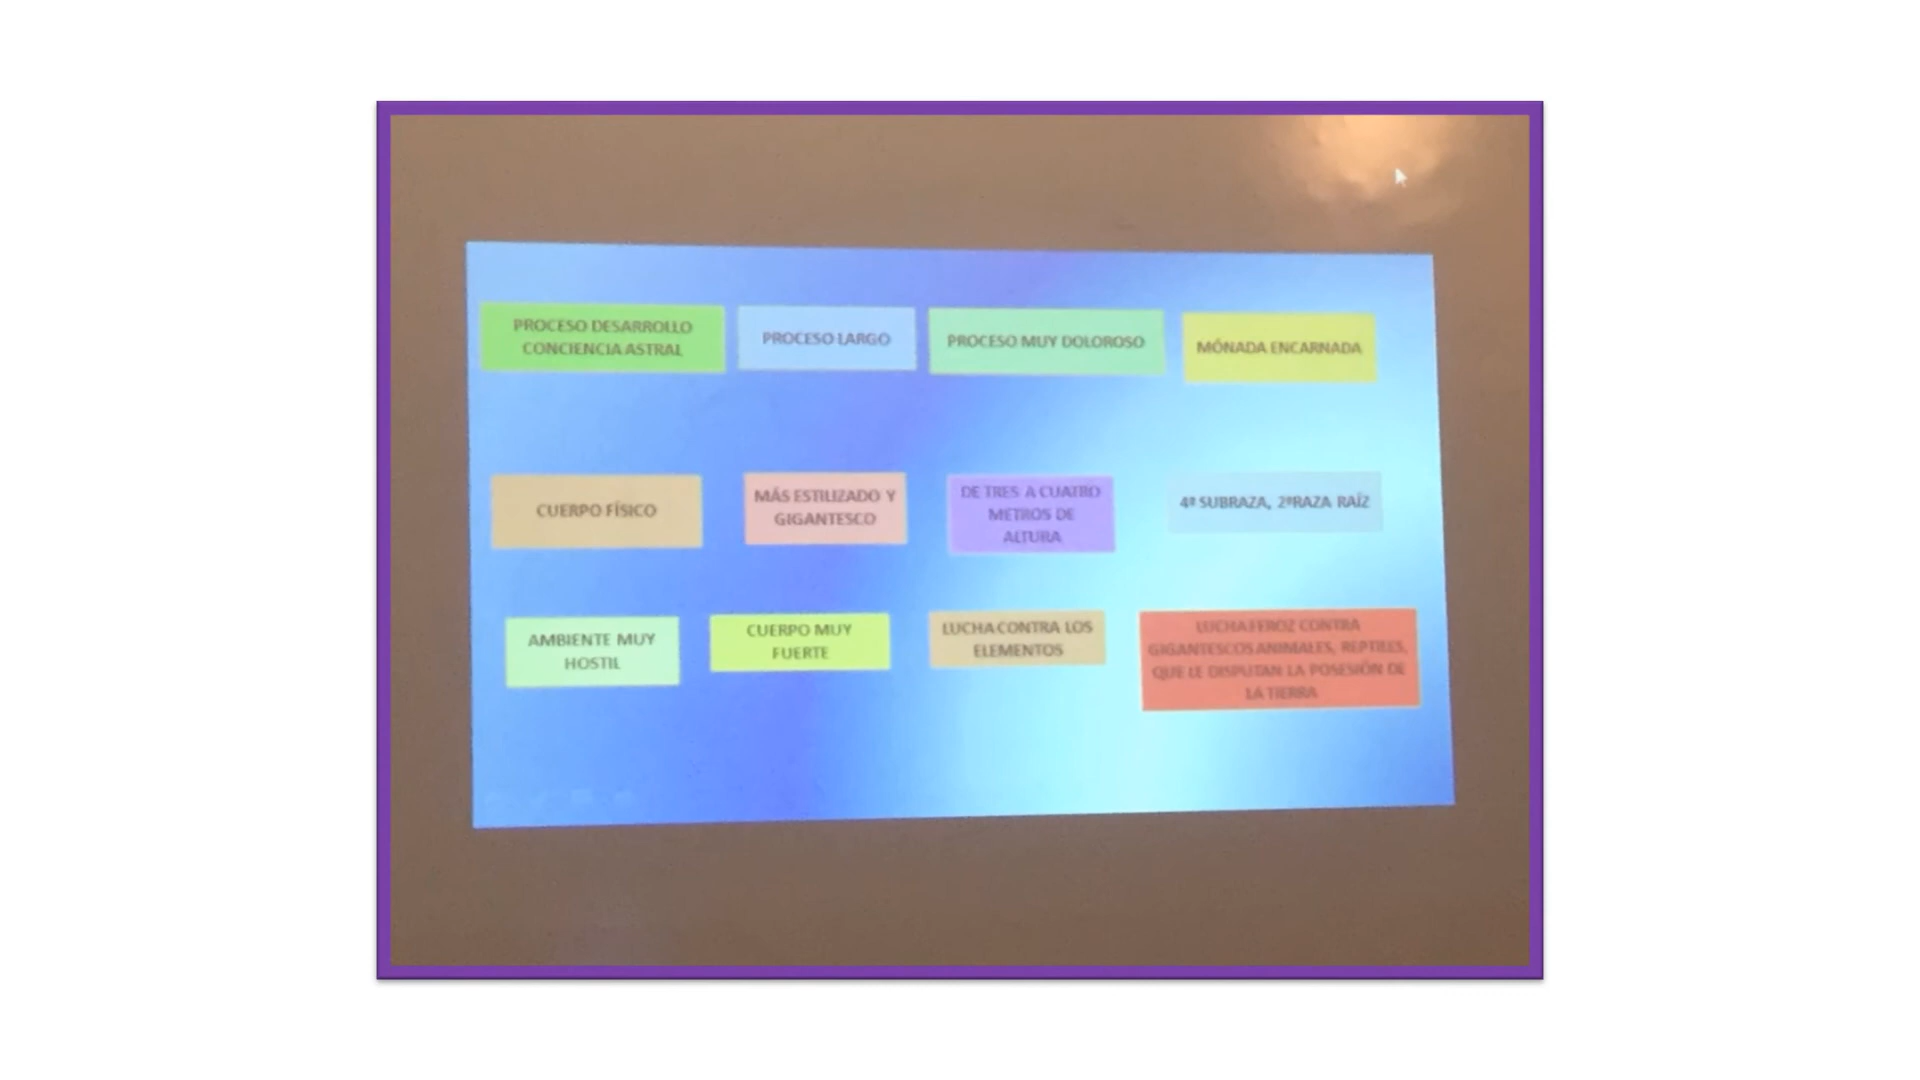 PROCESO DESARROLLO
CONCIENCIA ASTRAL
PROCESO LARGO
PROCESO MUY DOLOROSO
MÓNADA ENCARNADA
CUERPO FÍSICO
MÁS ESTILIZADO Y
GIGANTESCO
DE TRES A CUATRO
METROS DE
ALTURA
4ª SUBRAZA, 2ªRAZA RAÍZ
AMBIENTE MUY
HOSTIL
CUERPO MUY
FUERTE
LUCHA CONTRA LOS
ELEMENTOS
LUCHA FEROZ CONTRA
GIGANTESCOS ANIMALES, REPTILES,
QUE LE DISPUTAN LA POSESIÓN DE
LA TIERRA